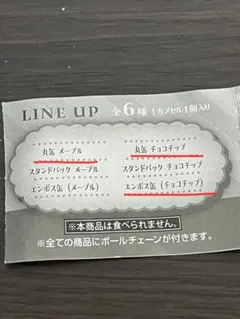 LINE UP 全6種 1カプセル1個入り
丸缶 メープル 丸缶 チョコチップ
スタンドパック メープル スタンドパック チョコチップ
エンボス缶 (メープル) エンボス缶 (チョコチップ)
※本商品は食べられません。
※全ての商品にボールチェーンが付きます。